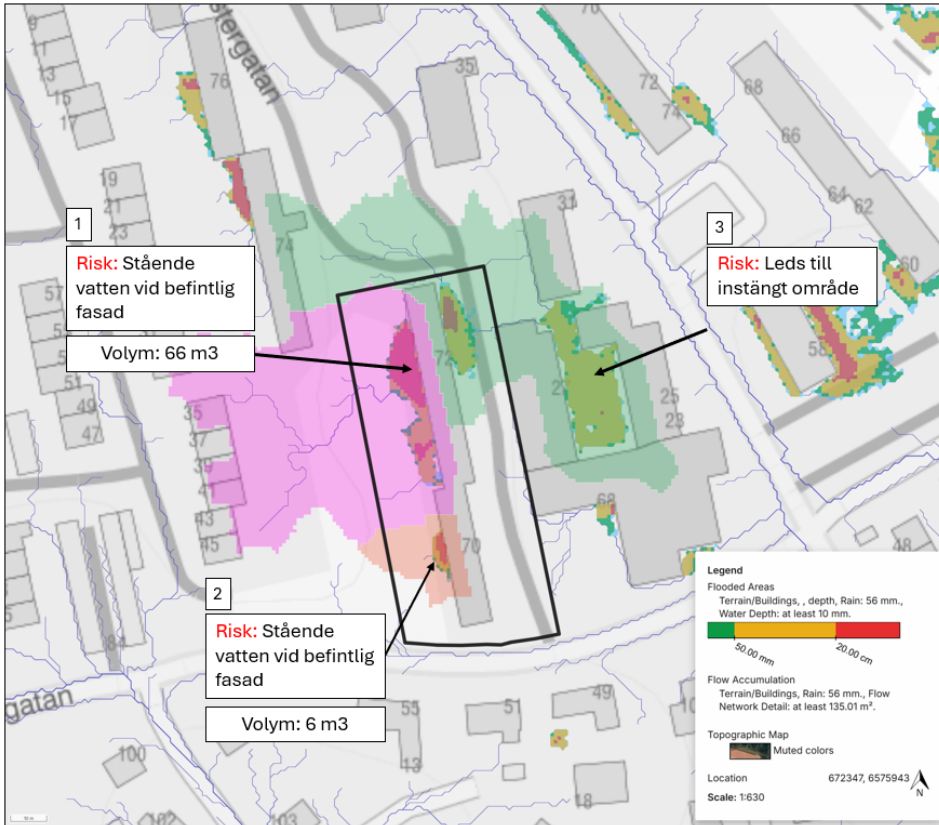 stergatan
70
9
11
13
15
17
76
35
72
74
68
66
64
62
60
19
21
23
31
74
1
Risk: Stående
vatten vid befintlig
fasad
Volym: 66 m3
3
Risk: Leds till
instängt område
57
51
49
47
35
37
39
41
43
45
72
25
23
58
68
70
48
2
Risk: Stående
vatten vid befintlig
fasad
Volym: 6 m3
84
gatan
100
102
103
55
13
51
49
18
Legend
Flooded Areas
Terrain/Buildings, , depth, Rain: 56 mm.,
Water Depth: at least 10 mm.
50.00 mm
20.00 cm
Flow Accumulation
Terrain/Buildings, Rain: 56 mm., Flow
Network Detail: at least 135.01 m².
Topographic Map
Muted colors
Location 672347, 6575943
Scale: 1:630
N
10 m